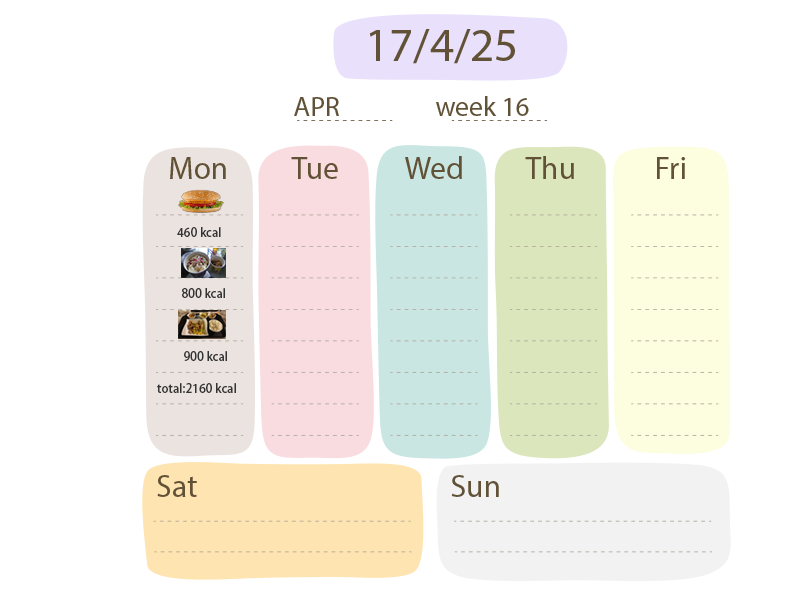 17/4/25
APR week 16
Mon Tue Wed Thu Fri
460 kcal
800 kcal
900 kcal
total:2160 kcal
Sat Sun